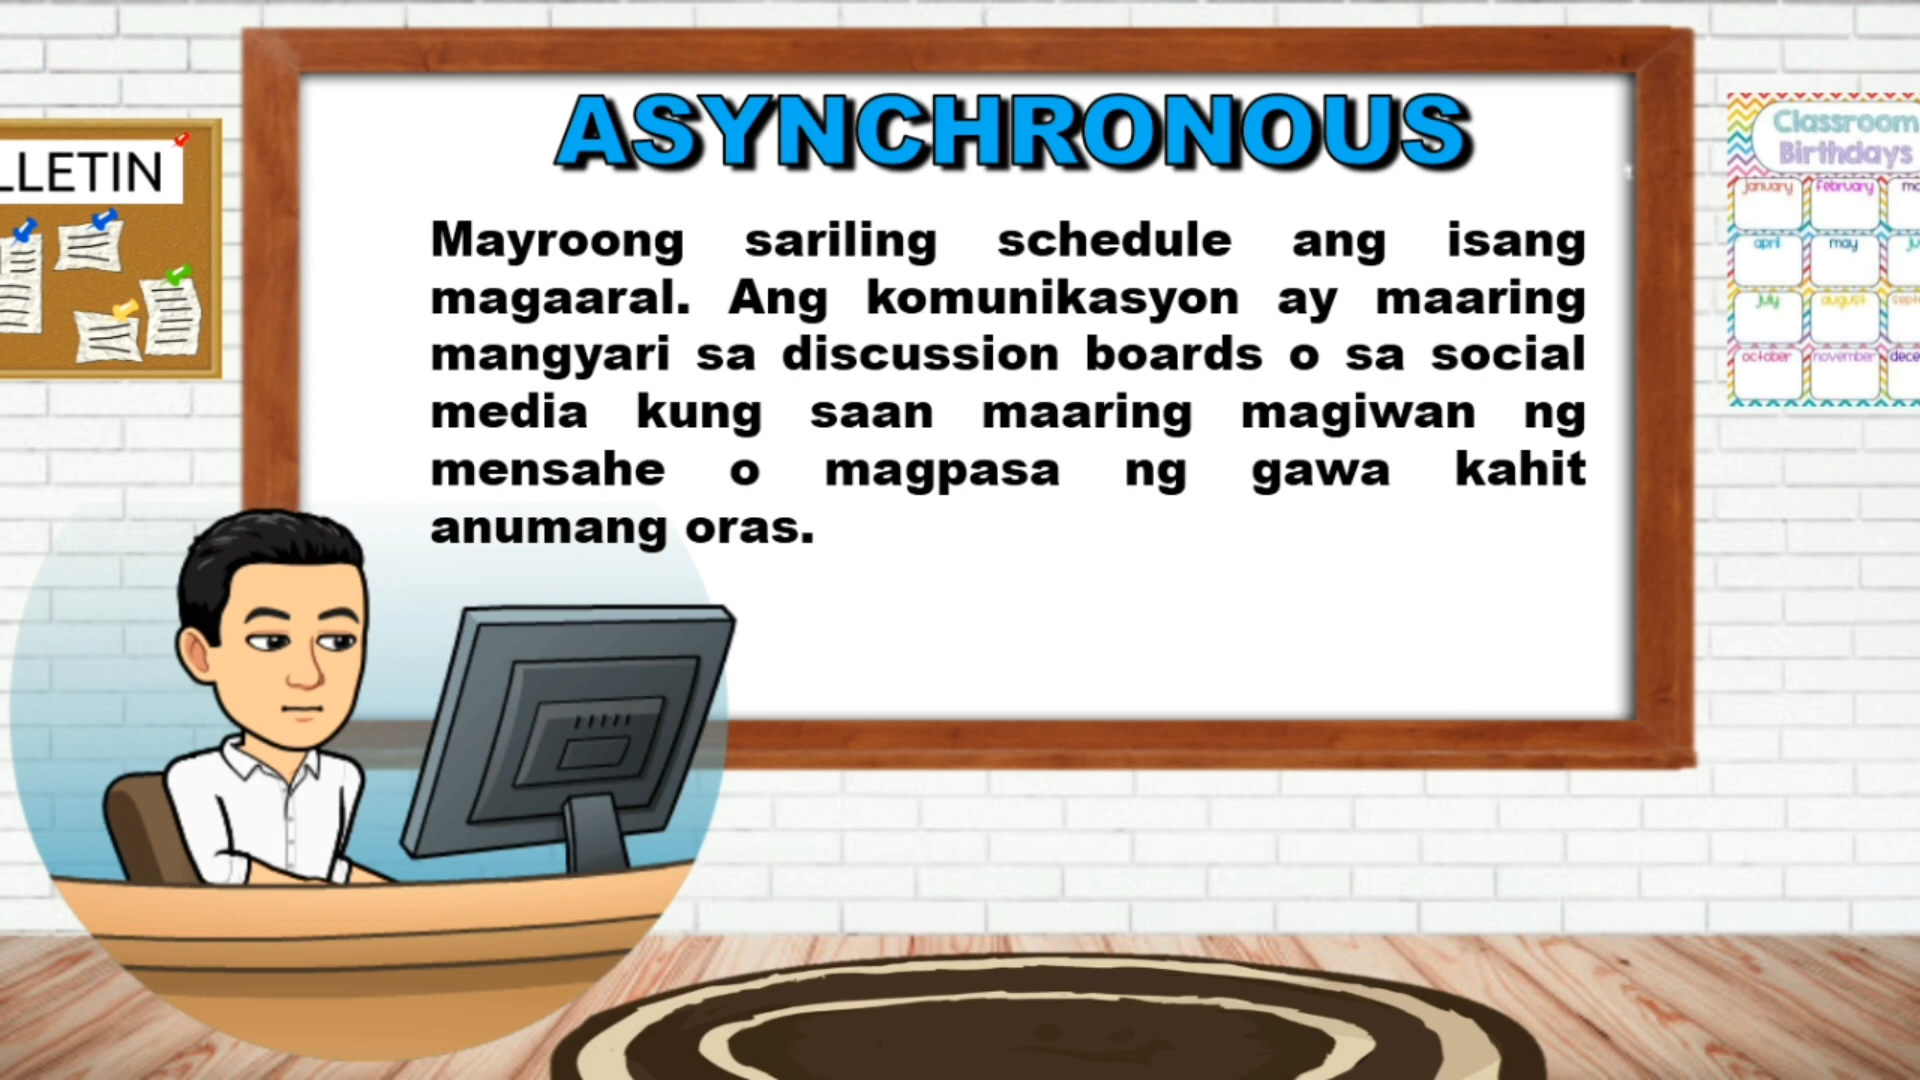 ASYNCHRONOUS
Mayroong sariling schedule ang isang
magaaral. Ang komunikasyon ay maaring
mangyari sa discussion boards o sa social
media kung saan maaring magiwan ng
mensahe o magpasa ng gawa kahit
anumang oras.
LLETIN
Classroom
Birthdays
january february
april may
july august
october november